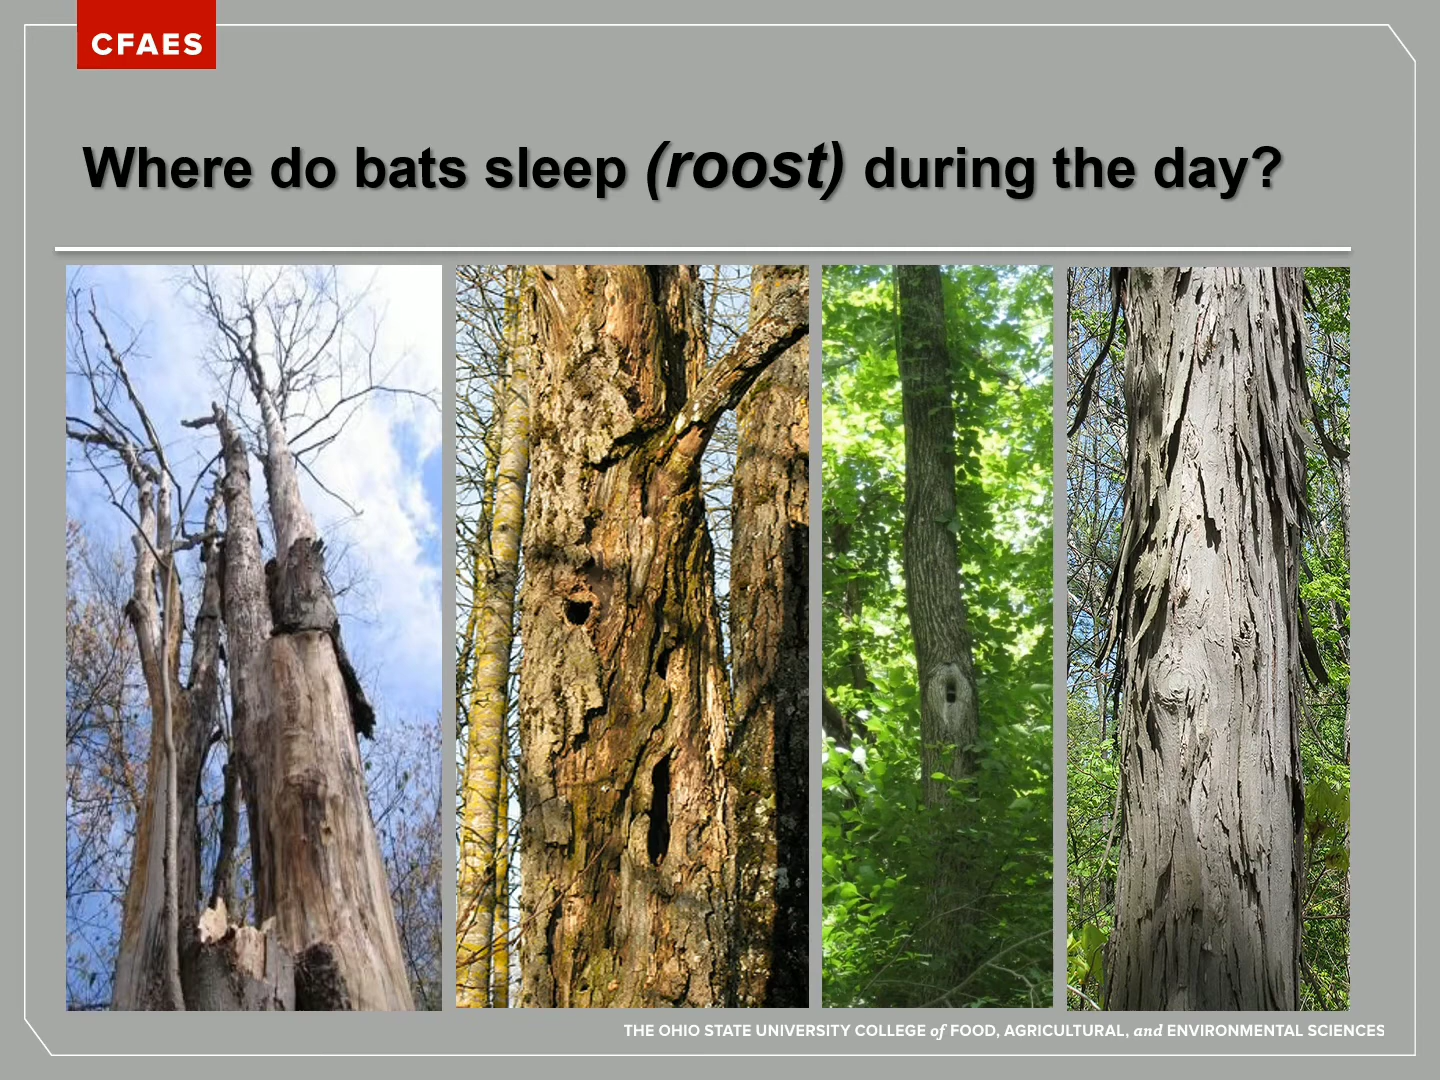 CFAES
Where do bats sleep (roost) during the day?
THE OHIO STATE UNIVERSITY COLLEGE of FOOD, AGRICULTURAL, and ENVIRONMENTAL SCIENCES